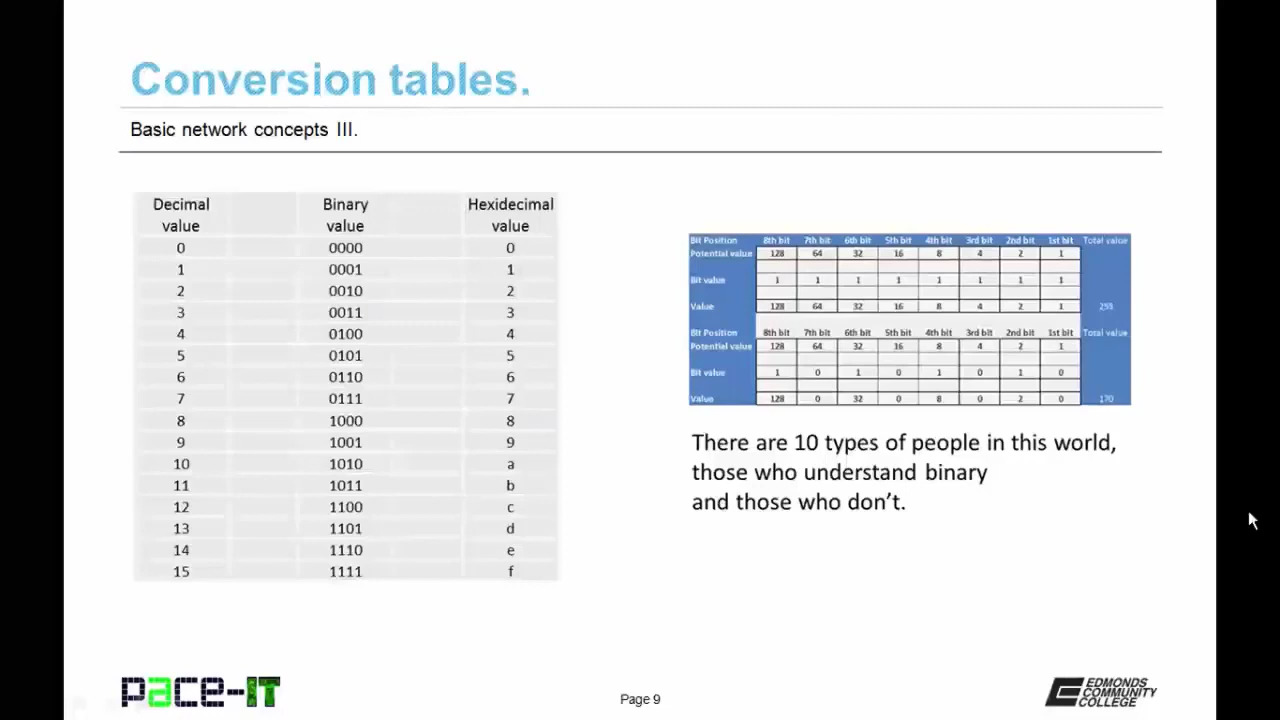 Conversion tables.
Basic network concepts III.
Decimal value Binary value Hexidecimal value
0 0000 0
1 0001 1
2 0010 2
3 0011 3
4 0100 4
5 0101 5
6 0110 6
7 0111 7
8 1000 8
9 1001 9
10 1010 a
11 1011 b
12 1100 c
13 1101 d
14 1110 e
15 1111 f
Bit Position 8th bit 7th bit 6th bit 5th bit 4th bit 3rd bit 2nd bit 1st bit Total value
Potential value 128 64 32 16 8 4 2 1
Bit value 1 1 1 1 1 1 1 1
Value 128 64 32 16 8 4 2 1 255
Bit Position 8th bit 7th bit 6th bit 5th bit 4th bit 3rd bit 2nd bit 1st bit Total value
Potential value 128 64 32 16 8 4 2 1
Bit value 1 0 1 0 1 0 1 0
Value 128 0 32 0 8 0 2 0 170
There are 10 types of people in this world,
those who understand binary
and those who don't.
pace-IT
Page 9
EDMONDS
COMMUNITY
COLLEGE